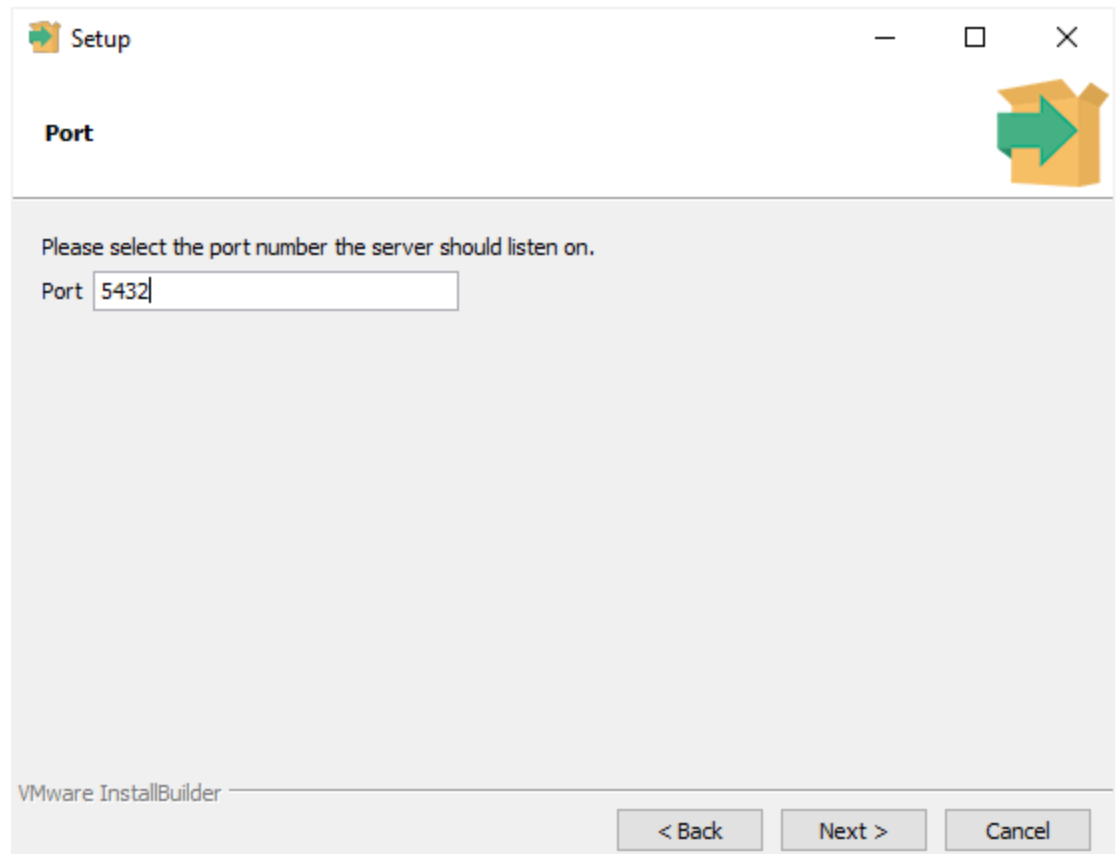 Setup
Port
Please select the port number the server should listen on.
Port 5432
VMware InstallBuilder
< Back Next > Cancel